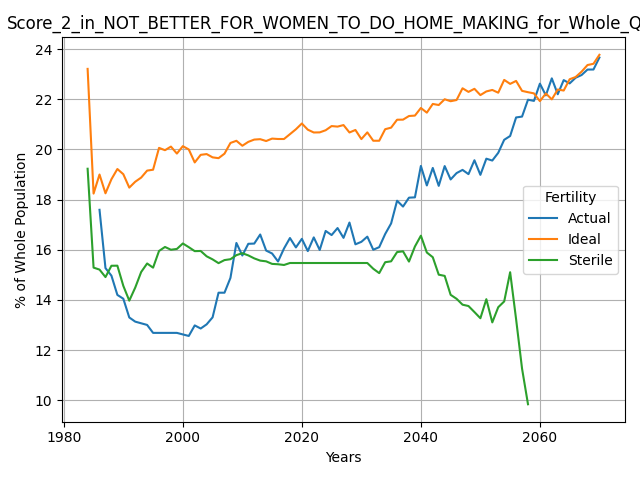 Score_2_in_NOT_BETTER_FOR_WOMEN_TO_DO_HOME_MAKING_for_Whole_Q
24
22
20
18
16
14
12
10
% of Whole Population
1980
2000
2020
2040
2060
Years
Fertility
Actual
Ideal
Sterile